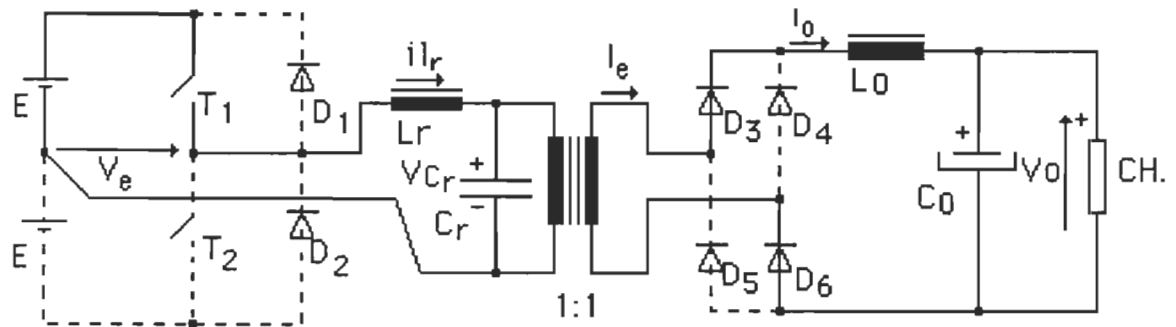 E
T1
D1
ilr
Lr
Ie
Io
Lo
D3
D4
Ve
VCr
+
-
Cr
+
Co
Vo
+
CH.
E
T2
D2
D5
D6
1:1